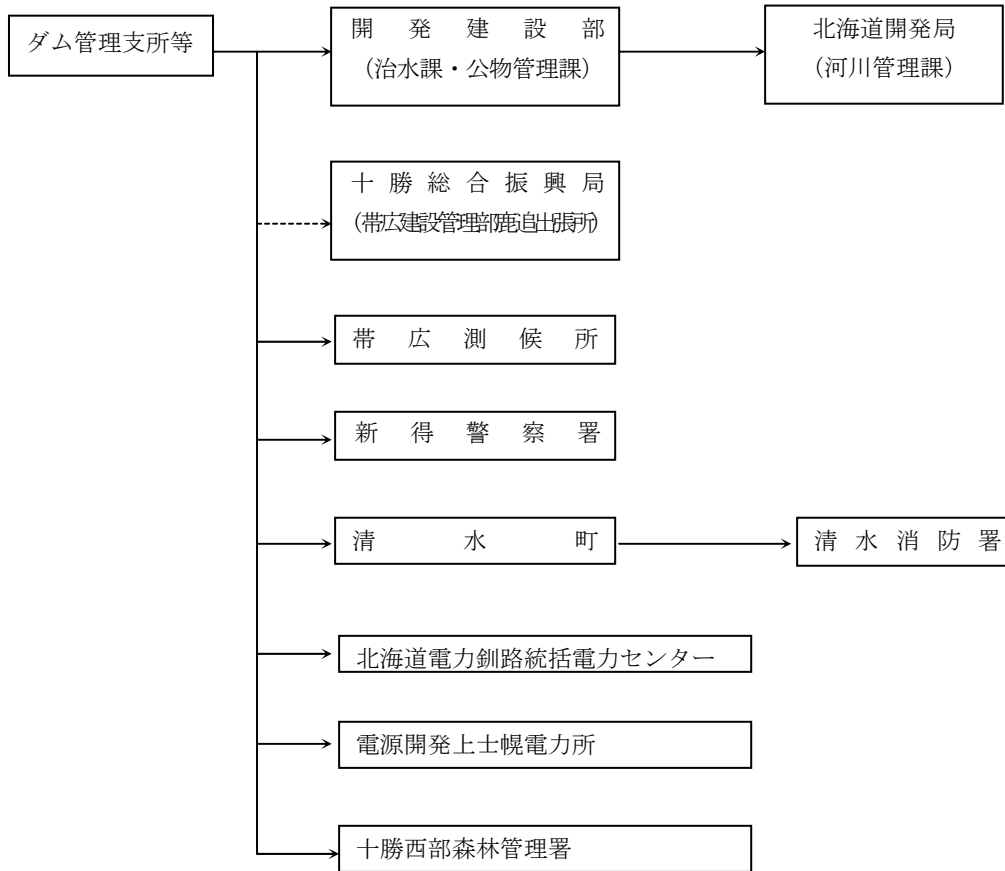 ダム管理支所等
開発建設部
（治水課・公物管理課）
北海道開発局
（河川管理課）
十勝総合振興局
（帯広建設管理部鹿追出張所）
帯広測候所
新得警察署
清水町
清水消防署
北海道電力釧路統括電力センター
電源開発上士幌電力所
十勝西部森林管理署